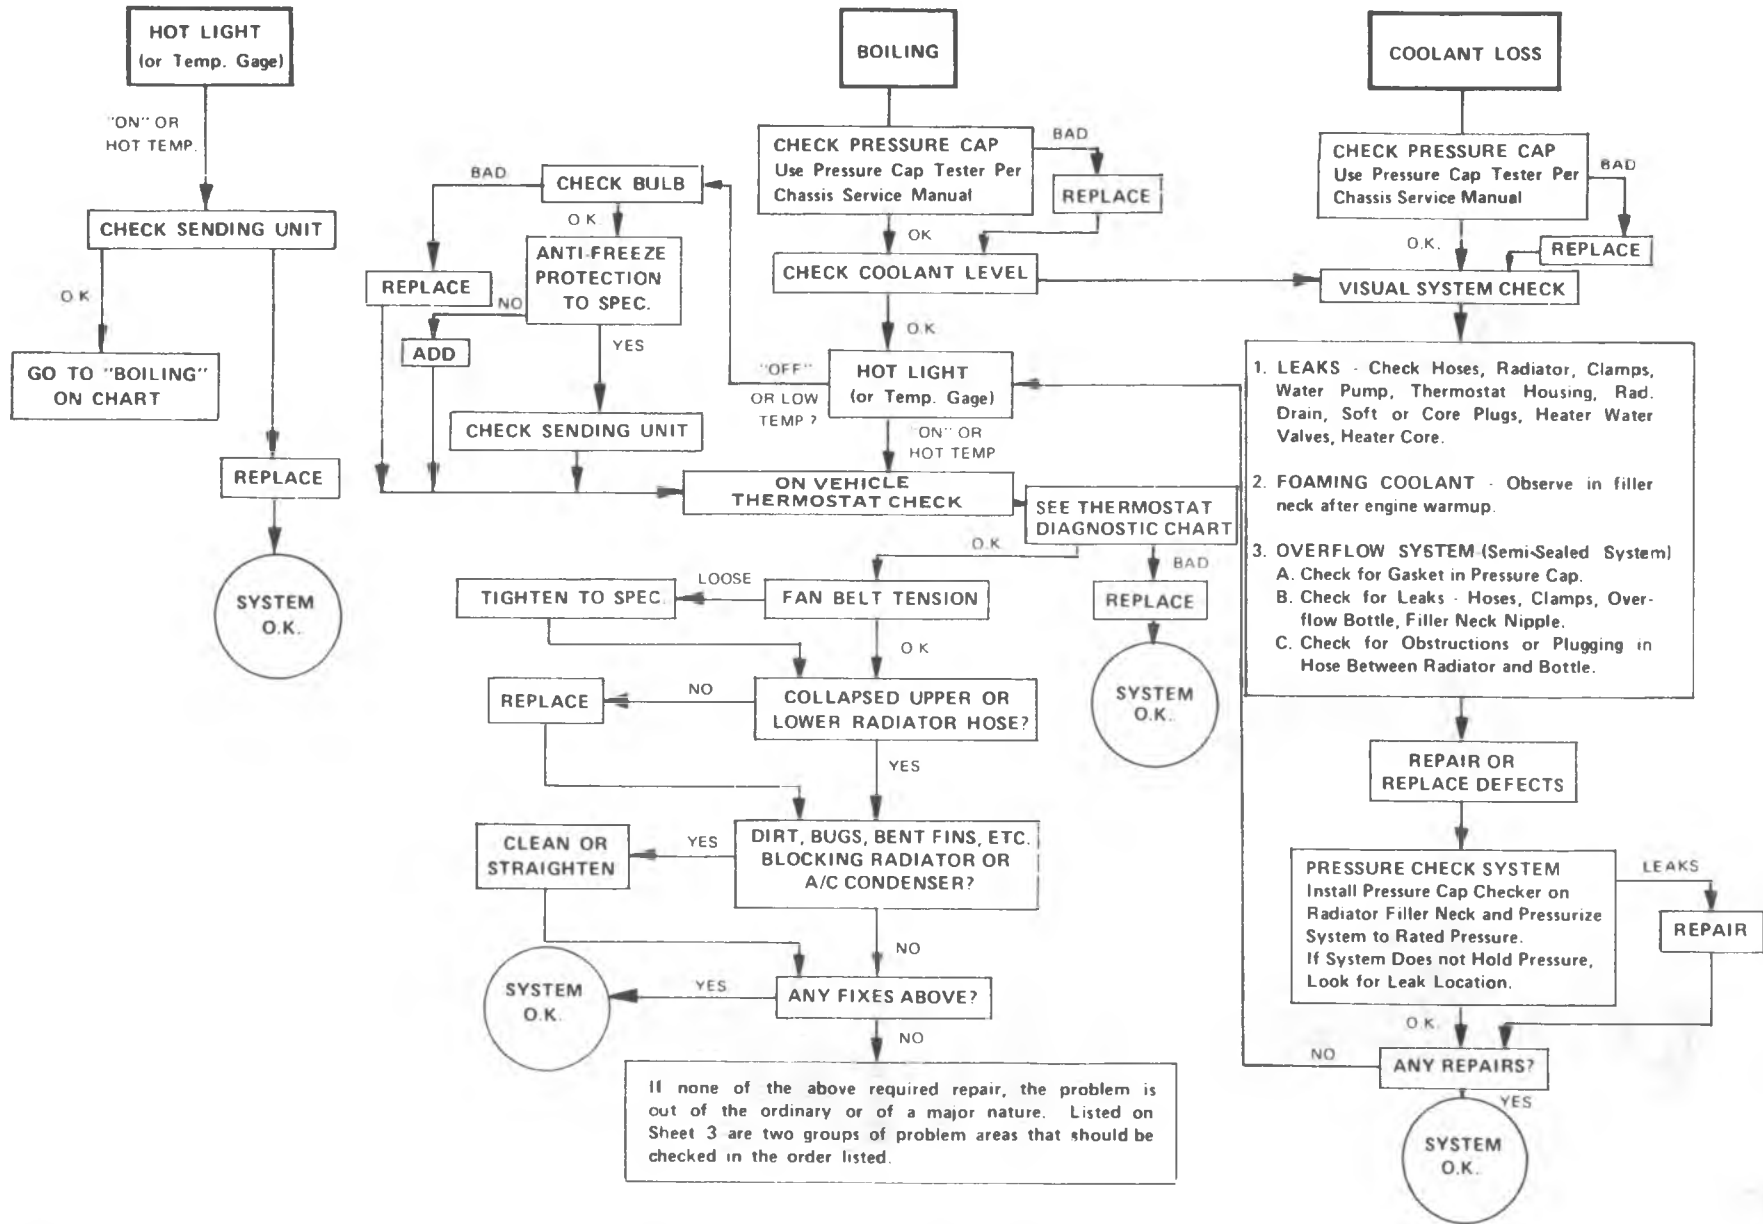 HOT LIGHT
(or Temp. Gage)
"ON" OR
HOT TEMP.
CHECK SENDING UNIT
O K
GO TO "BOILING"
ON CHART
REPLACE
SYSTEM
O.K.
BOILING
CHECK PRESSURE CAP
Use Pressure Cap Tester Per
Chassis Service Manual
BAD
REPLACE
OK
CHECK COOLANT LEVEL
O.K.
HOT LIGHT
(or Temp. Gage)
"OFF"
OR LOW
TEMP ?
CHECK BULB
BAD
REPLACE
O K.
ANTI-FREEZE
PROTECTION
TO SPEC.
NO
ADD
YES
CHECK SENDING UNIT
"ON" OR
HOT TEMP
ON VEHICLE
THERMOSTAT CHECK
SEE THERMOSTAT
DIAGNOSTIC CHART
O.K.
BAD
REPLACE
SYSTEM
O.K.
FAN BELT TENSION
LOOSE
TIGHTEN TO SPEC.
O K
COLLAPSED UPPER OR
LOWER RADIATOR HOSE?
NO
REPLACE
YES
DIRT, BUGS, BENT FINS, ETC.
BLOCKING RADIATOR OR
A/C CONDENSER?
YES
CLEAN OR
STRAIGHTEN
NO
ANY FIXES ABOVE?
YES
SYSTEM
O.K.
NO
If none of the above required repair, the problem is
out of the ordinary or of a major nature. Listed on
Sheet 3 are two groups of problem areas that should be
checked in the order listed.
COOLANT LOSS
CHECK PRESSURE CAP
Use Pressure Cap Tester Per
Chassis Service Manual
BAD
REPLACE
O.K.
VISUAL SYSTEM CHECK
1. LEAKS - Check Hoses, Radiator, Clamps,
Water Pump, Thermostat Housing, Rad.
Drain, Soft or Core Plugs, Heater Water
Valves, Heater Core.
2. FOAMING COOLANT - Observe in filler
neck after engine warmup.
3. OVERFLOW SYSTEM (Semi-Sealed System)
A. Check for Gasket in Pressure Cap.
B. Check for Leaks - Hoses, Clamps, Over-
flow Bottle, Filler Neck Nipple.
C. Check for Obstructions or Plugging in
Hose Between Radiator and Bottle.
REPAIR OR
REPLACE DEFECTS
PRESSURE CHECK SYSTEM
Install Pressure Cap Checker on
Radiator Filler Neck and Pressurize
System to Rated Pressure.
If System Does not Hold Pressure,
Look for Leak Location.
LEAKS
REPAIR
O.K.
ANY REPAIRS?
NO
YES
SYSTEM
O.K.